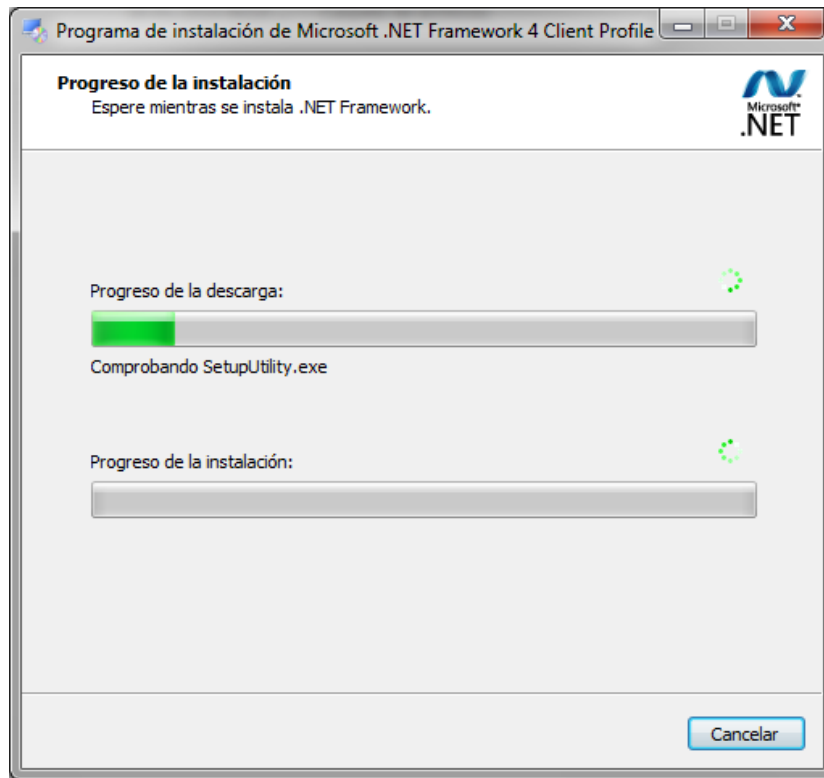 Programa de instalación de Microsoft .NET Framework 4 Client Profile
Progreso de la instalación
Espere mientras se instala .NET Framework.
Microsoft®
.NET
Progreso de la descarga:
Comprobando SetupUtility.exe
Progreso de la instalación:
Cancelar